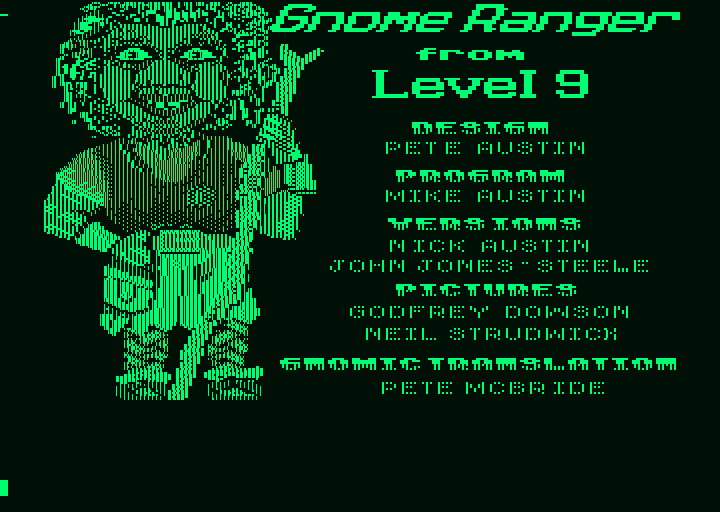 Gnome Ranger
from
Level 9
DESIGN
PETE AUSTIN
PROGRAM
MIKE AUSTIN
VERSIONS
NICK AUSTIN
JOHN JONES-STEELE
PICTURES
GODFREY DOWSON
NEIL STRUDWICK
GNOMIC TRANSLATION
PETE MCBRIDE